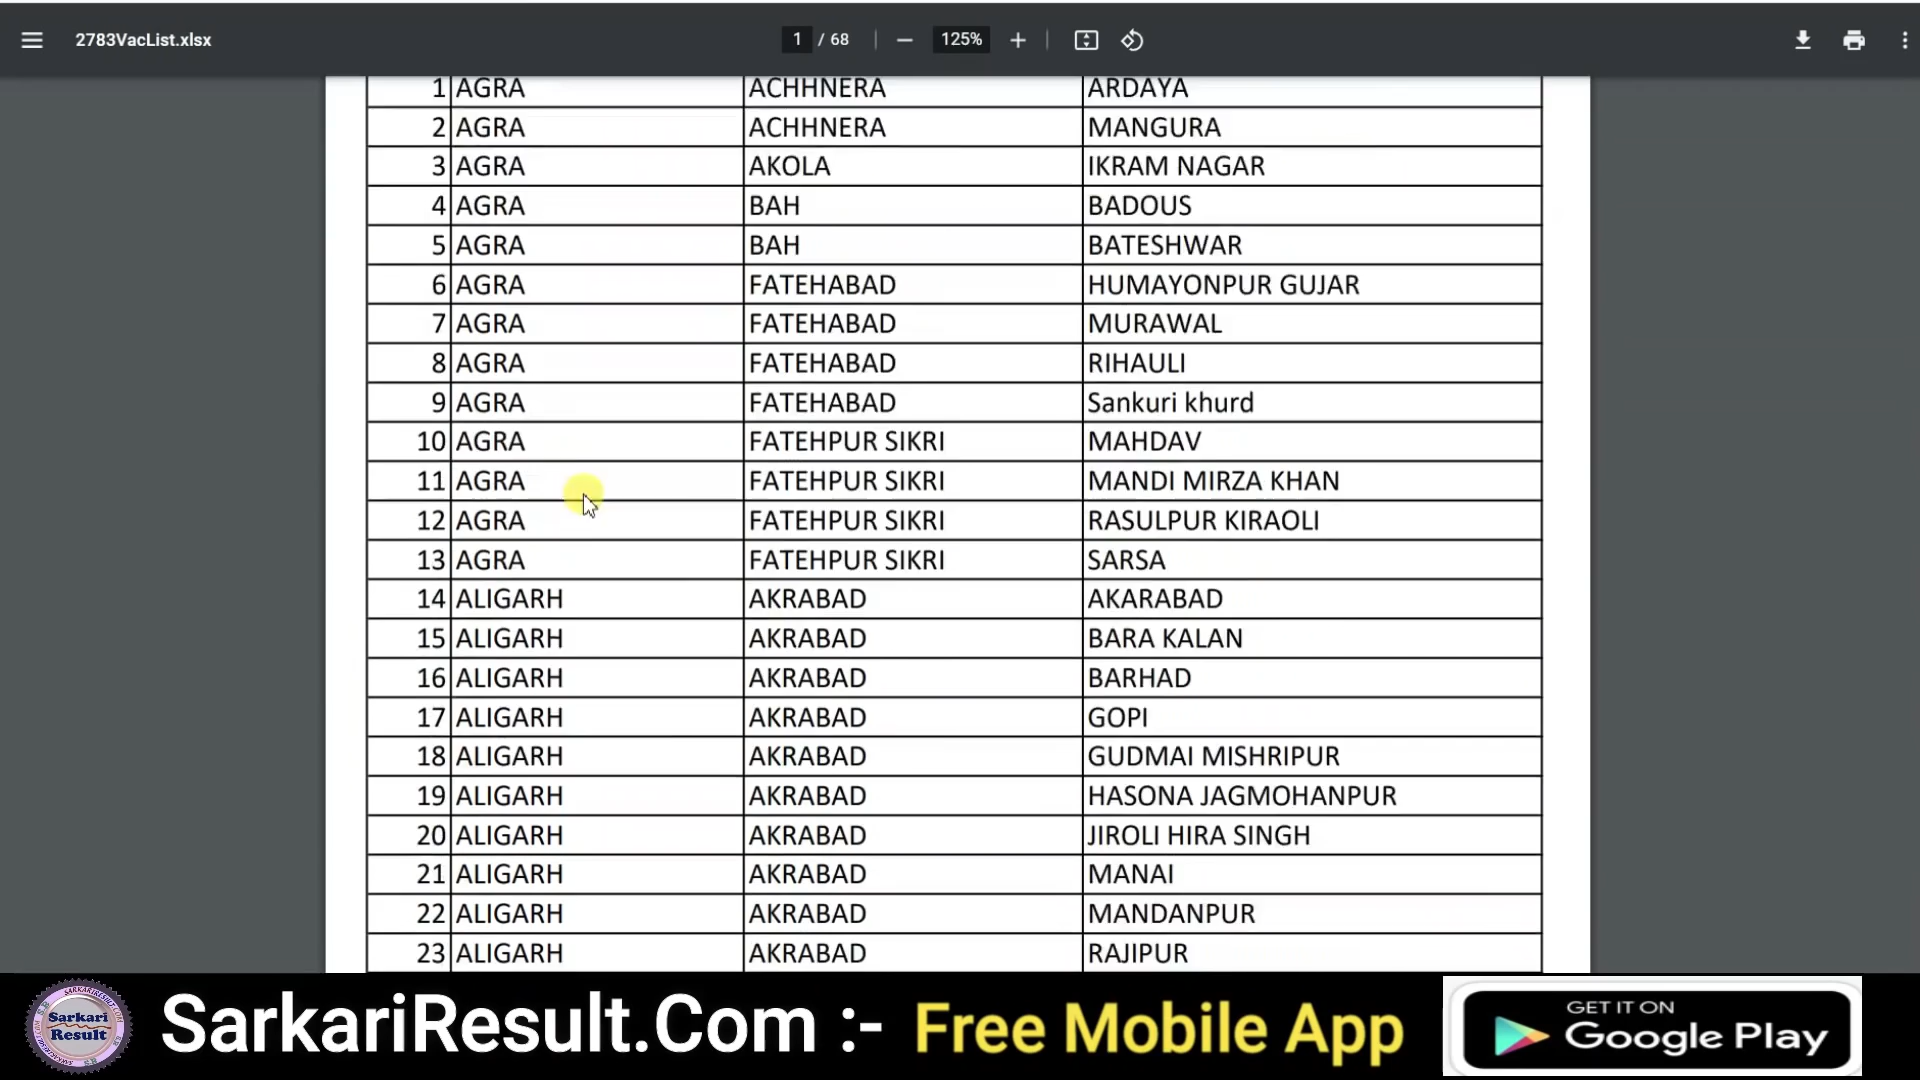 2783VacList.xlsx 1 / 68 125%
1 AGRA ACHHNERA ARDAYA
2 AGRA ACHHNERA MANGURA
3 AGRA AKOLA IKRAM NAGAR
4 AGRA BAH BADOUS
5 AGRA BAH BATESHWAR
6 AGRA FATEHABAD HUMAYONPUR GUJAR
7 AGRA FATEHABAD MURAWAL
8 AGRA FATEHABAD RIHAULI
9 AGRA FATEHABAD Sankuri khurd
10 AGRA FATEHPUR SIKRI MAHDAV
11 AGRA FATEHPUR SIKRI MANDI MIRZA KHAN
12 AGRA FATEHPUR SIKRI RASULPUR KIRAOLI
13 AGRA FATEHPUR SIKRI SARSA
14 ALIGARH AKRABAD AKARABAD
15 ALIGARH AKRABAD BARA KALAN
16 ALIGARH AKRABAD BARHAD
17 ALIGARH AKRABAD GOPI
18 ALIGARH AKRABAD GUDMAI MISHRIPUR
19 ALIGARH AKRABAD HASONA JAGMOHANPUR
20 ALIGARH AKRABAD JIROLI HIRA SINGH
21 ALIGARH AKRABAD MANAI
22 ALIGARH AKRABAD MANDANPUR
23 ALIGARH AKRABAD RAJIPUR
Sarkari
Result
SarkariResult.Com :- Free Mobile App
GET IT ON
Google Play